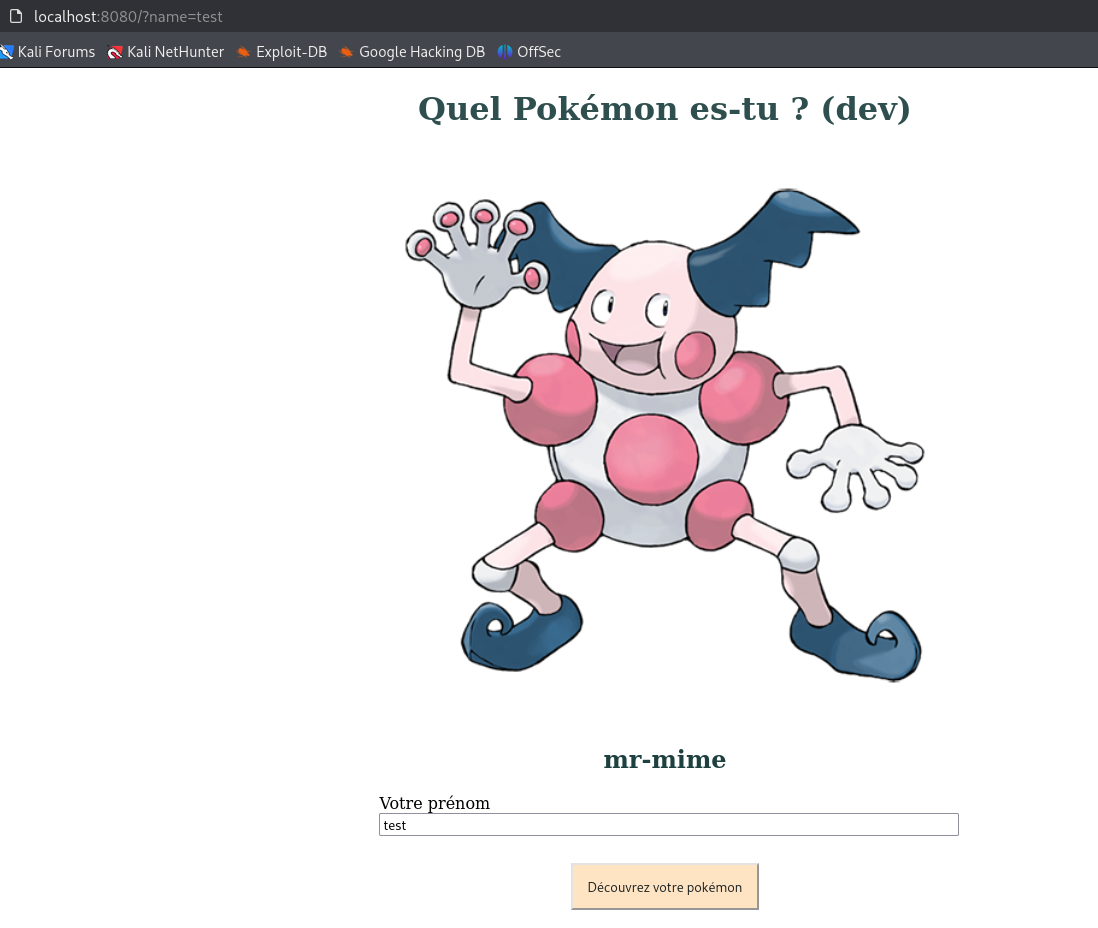 localhost:8080/?name=test
Kali Forums Kali NetHunter Exploit-DB Google Hacking DB OffSec
Quel Pokémon es-tu ? (dev)
mr-mime
Votre prénom
test
Découvrez votre pokémon